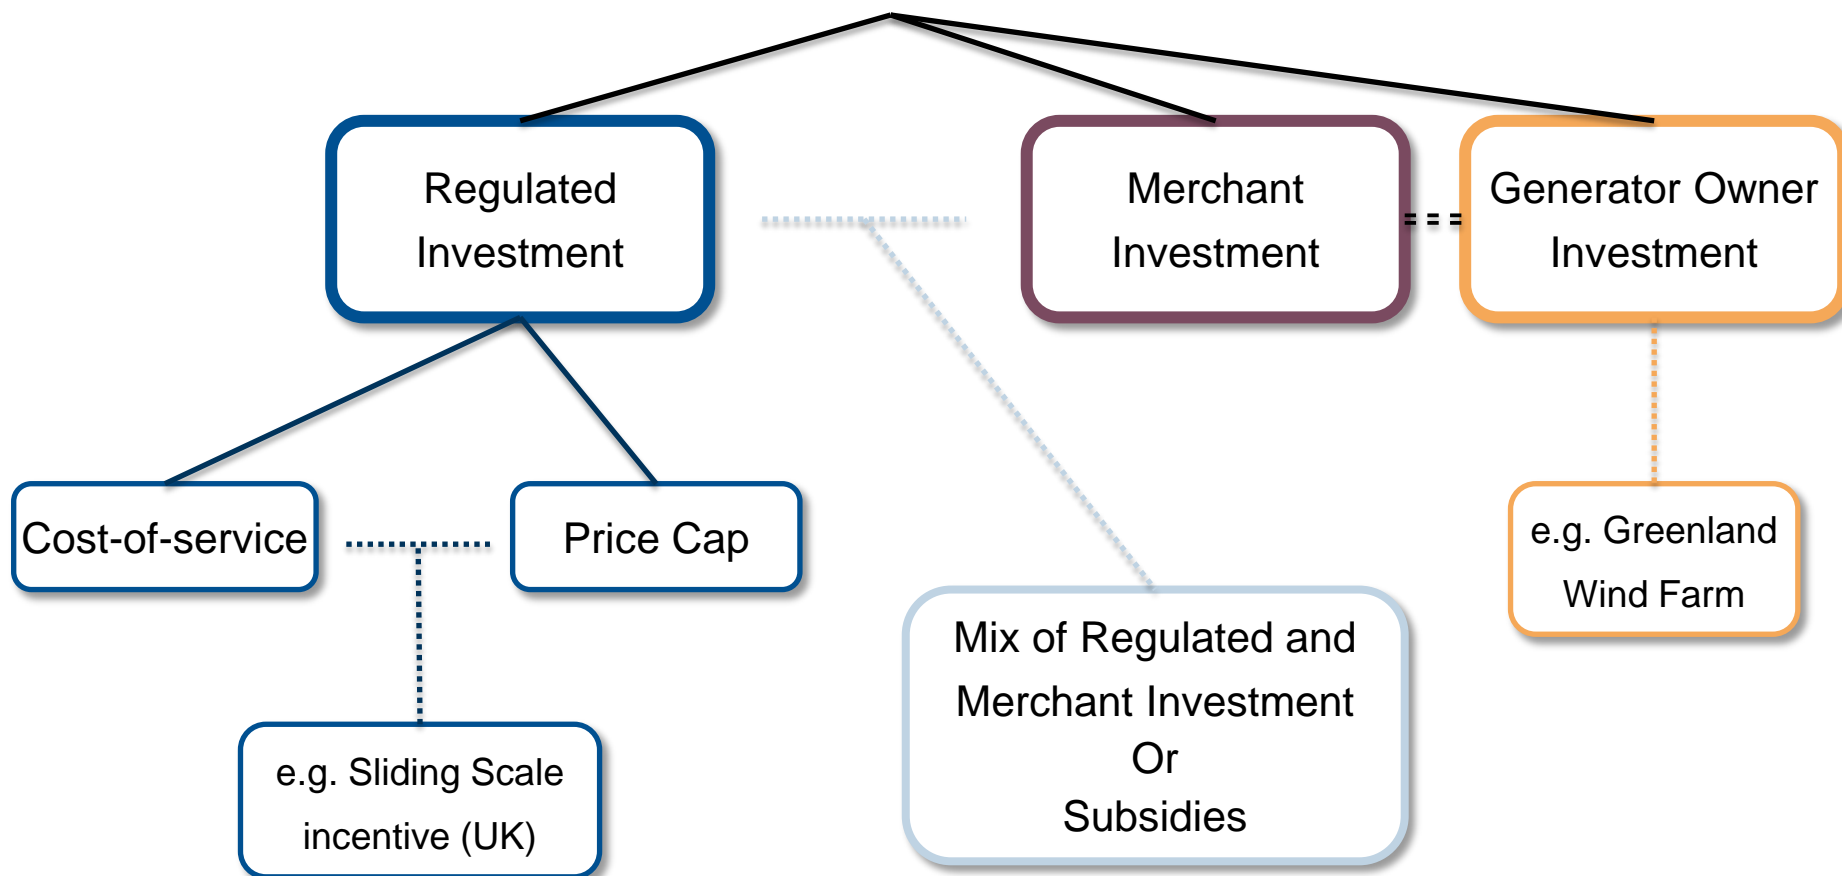 Regulated
Investment
Merchant
Investment
Generator Owner
Investment
Cost-of-service
Price Cap
e.g. Greenland
Wind Farm
Mix of Regulated and
Merchant Investment
Or
Subsidies
e.g. Sliding Scale
incentive (UK)